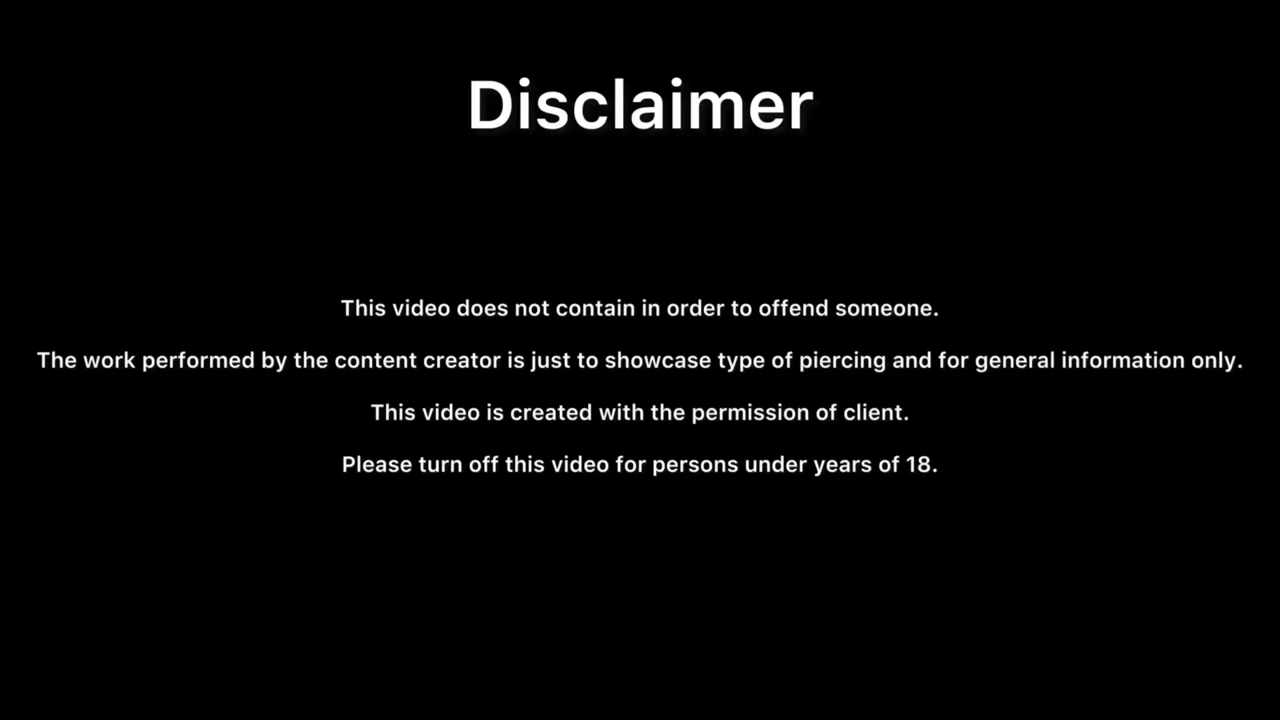 Disclaimer
This video does not contain in order to offend someone.
The work performed by the content creator is just to showcase type of piercing and for general information only.
This video is created with the permission of client.
Please turn off this video for persons under years of 18.